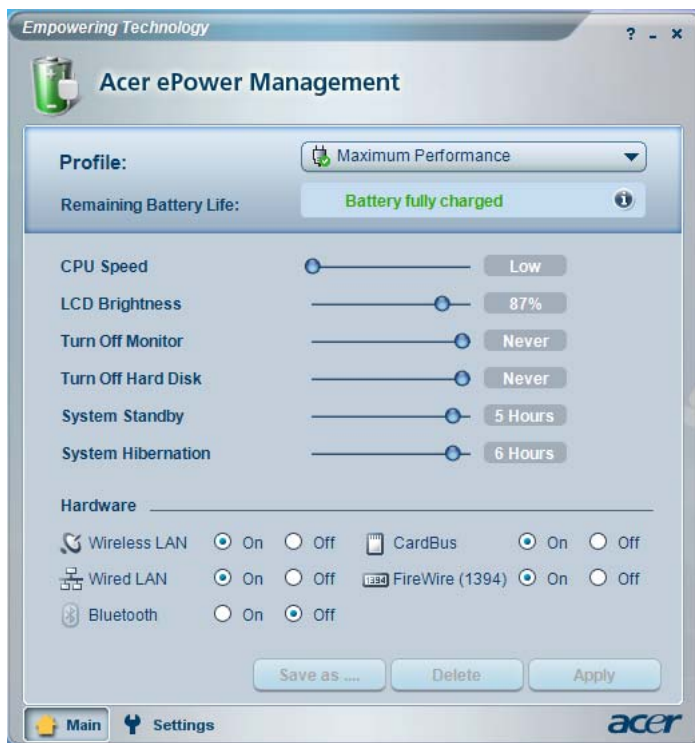 Empowering Technology
? - x
Acer ePower Management
Profile: Maximum Performance
Remaining Battery Life: Battery fully charged
CPU Speed Low
LCD Brightness 87%
Turn Off Monitor Never
Turn Off Hard Disk Never
System Standby 5 Hours
System Hibernation 6 Hours
Hardware
Wireless LAN On Off CardBus On Off
Wired LAN On Off 1394 FireWire (1394) On Off
Bluetooth On Off
Save as .... Delete Apply
Main Settings acer